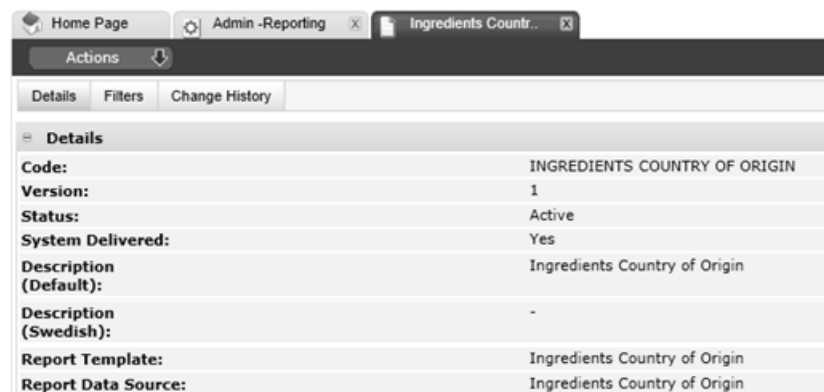 Home Page Admin -Reporting Ingredients Countr..
Actions
Details Filters Change History
Details
Code: INGREDIENTS COUNTRY OF ORIGIN
Version: 1
Status: Active
System Delivered: Yes
Description Ingredients Country of Origin
(Default):
Description -
(Swedish):
Report Template: Ingredients Country of Origin
Report Data Source: Ingredients Country of Origin